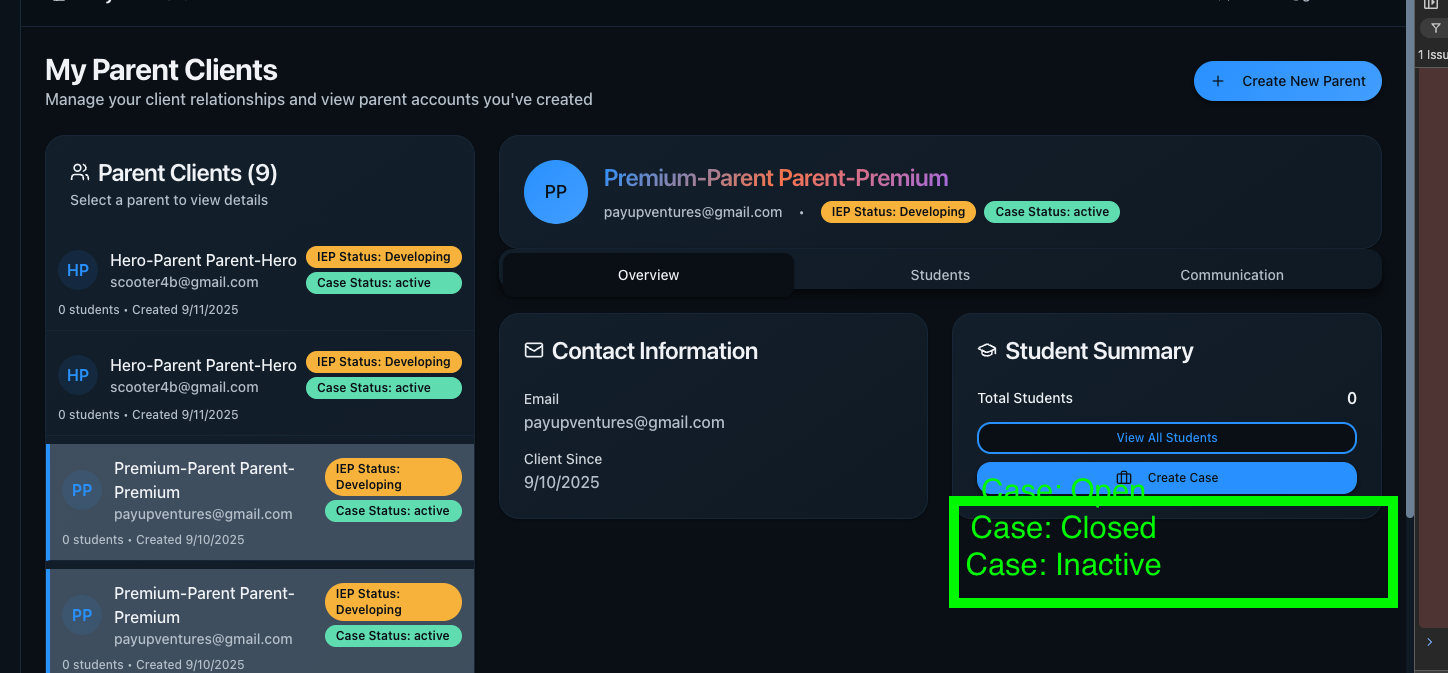 My Parent Clients
Manage your client relationships and view parent accounts you've created
+ Create New Parent
1 Issu
Parent Clients (9)
Select a parent to view details
HP
Hero-Parent Parent-Hero
scooter4b@gmail.com
IEP Status: Developing
Case Status: active
0 students • Created 9/11/2025
HP
Hero-Parent Parent-Hero
scooter4b@gmail.com
IEP Status: Developing
Case Status: active
0 students • Created 9/11/2025
PP
Premium-Parent Parent-
Premium
payupventures@gmail.com
IEP Status:
Developing
Case Status: active
0 students • Created 9/10/2025
PP
Premium-Parent Parent-
Premium
payupventures@gmail.com
IEP Status:
Developing
Case Status: active
0 students • Created 9/10/2025
PP
Premium-Parent Parent-Premium
payupventures@gmail.com • IEP Status: Developing Case Status: active
Overview Students Communication
Contact Information
Email
payupventures@gmail.com
Client Since
9/10/2025
Student Summary
Total Students 0
View All Students
Create Case
Case: Open
Case: Closed
Case: Inactive